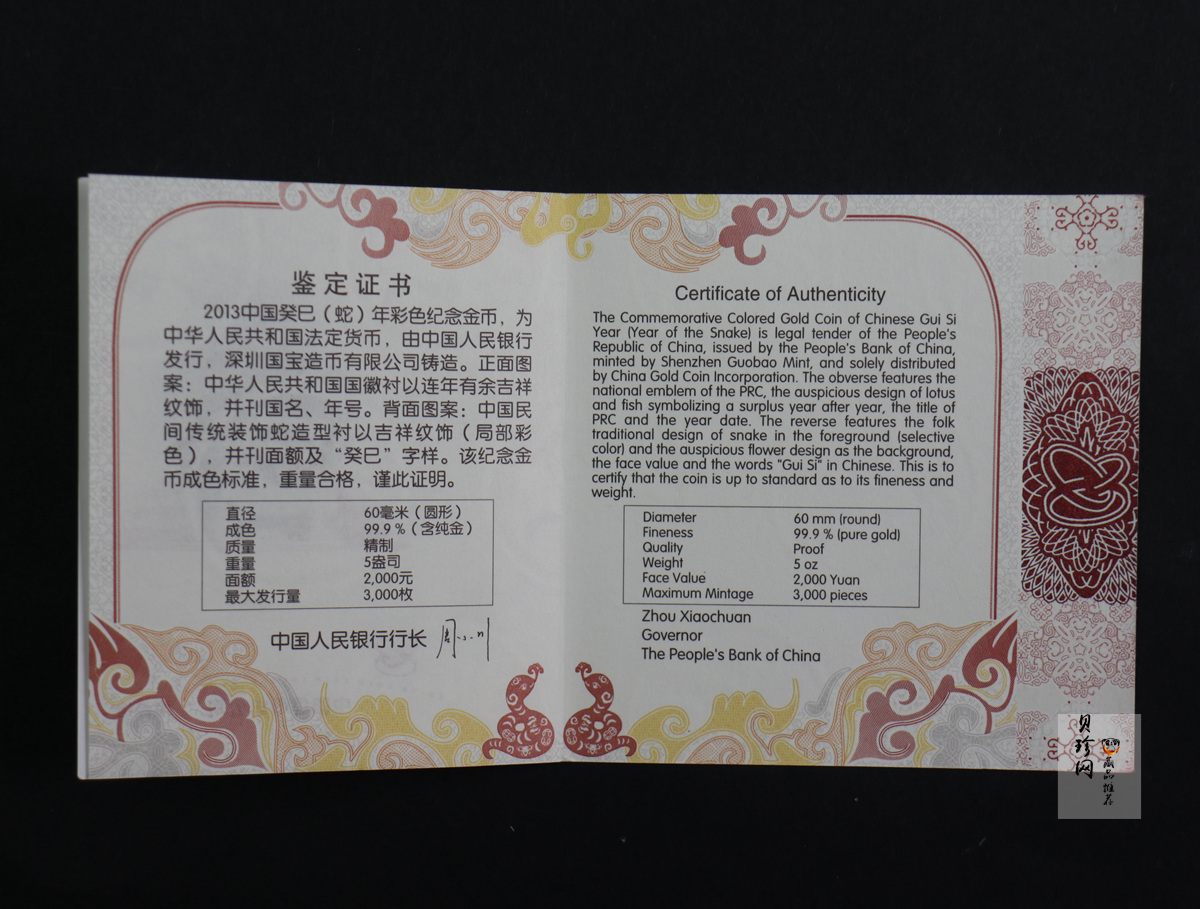 鉴定证书
2013中国癸巳（蛇）年彩色纪念金币，为
中华人民共和国法定货币，由中国人民银行
发行，深圳国宝造币有限公司铸造。正面图
案：中华人民共和国国徽衬以连年有余吉祥
纹饰，并刊国名、年号。背面图案：中国民
间传统装饰蛇造型衬以吉祥纹饰（局部彩
色），并刊面额及“癸巳”字样。该纪念金
币成色标准，重量合格，谨此证明。
直径 60毫米（圆形）
成色 99.9％（含纯金）
质量 精制
重量 5盎司
面额 2,000元
最大发行量 3,000枚
中国人民银行行长 周小川
Certificate of Authenticity
The Commemorative Colored Gold Coin of Chinese Gui Si
Year (Year of the Snake) is legal tender of the People's
Republic of China, issued by the People's Bank of China,
minted by Shenzhen Guobao Mint, and solely distributed
by China Gold Coin Incorporation. The obverse features the
national emblem of the PRC, the auspicious design of lotus
and fish symbolizing a surplus year after year, the title of
PRC and the year date. The reverse features the folk
traditional design of snake in the foreground (selective
color) and the auspicious flower design as the background,
the face value and the words "Gui Si" in Chinese. This is to
certify that the coin is up to standard as to its fineness and
weight.
Diameter 60 mm (round)
Fineness 99.9 % (pure gold)
Quality Proof
Weight 5 oz
Face Value 2,000 Yuan
Maximum Mintage 3,000 pieces
Zhou Xiaochuan
Governor
The People's Bank of China
贝珍网
藏品推荐